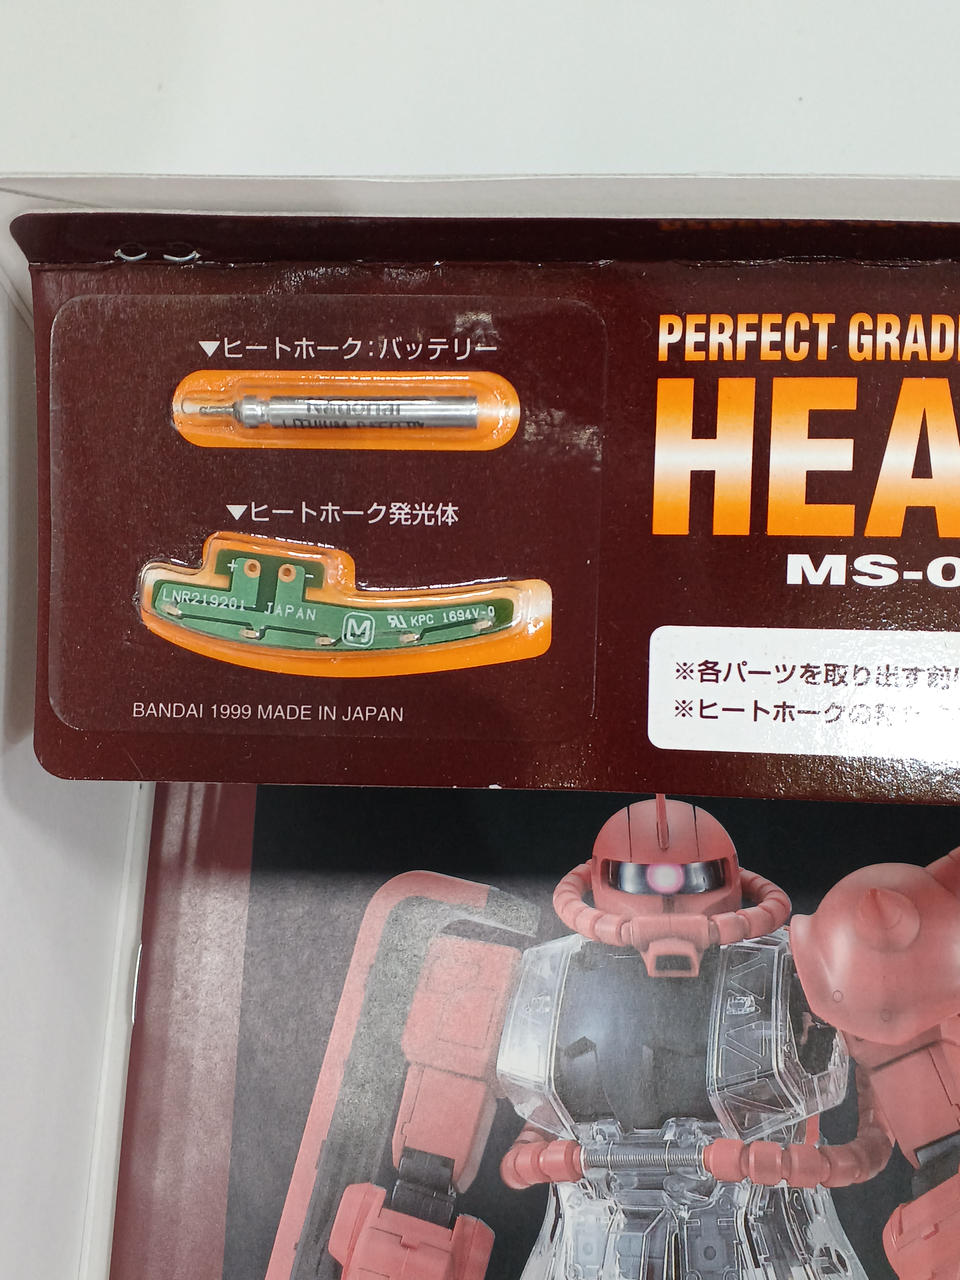 ▼ヒートホーク:バッテリー
National
LITHIUM BATTERY
▼ヒートホーク発光体
+ −
LNR219201 JAPAN
M
KPC 1694V-0
BANDAI 1999 MADE IN JAPAN
PERFECT GRAD
HEA
MS-0
※各パーツを取り出す前
※ヒートホークの